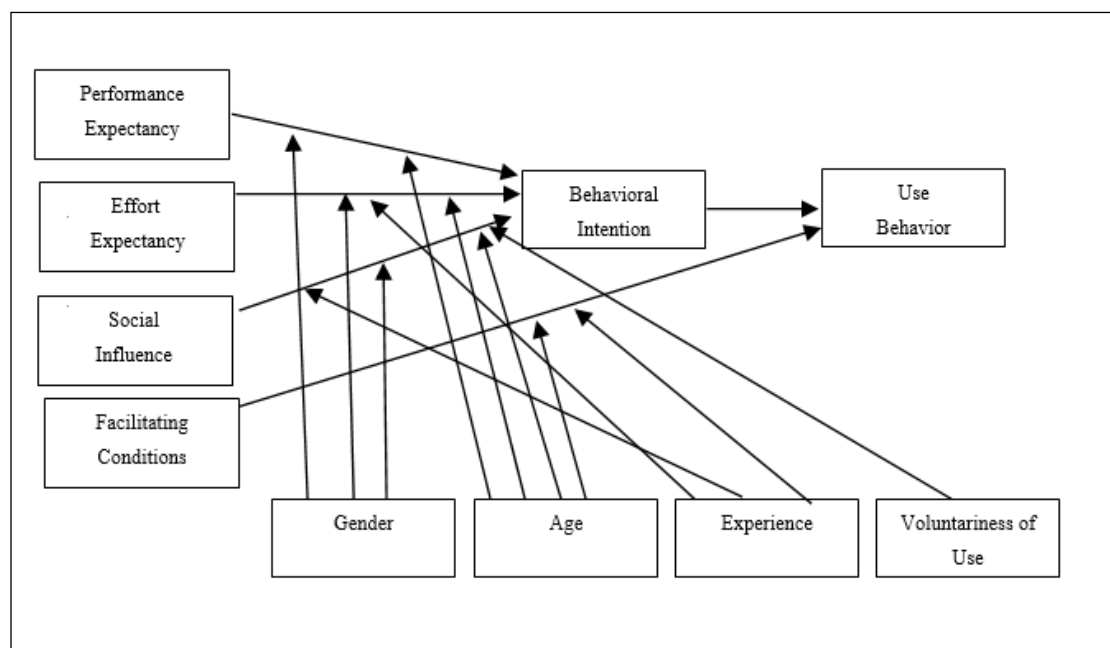 Performance
Expectancy
Effort
Expectancy
Social
Influence
Facilitating
Conditions
Behavioral
Intention
Use
Behavior
Gender
Age
Experience
Voluntariness of
Use